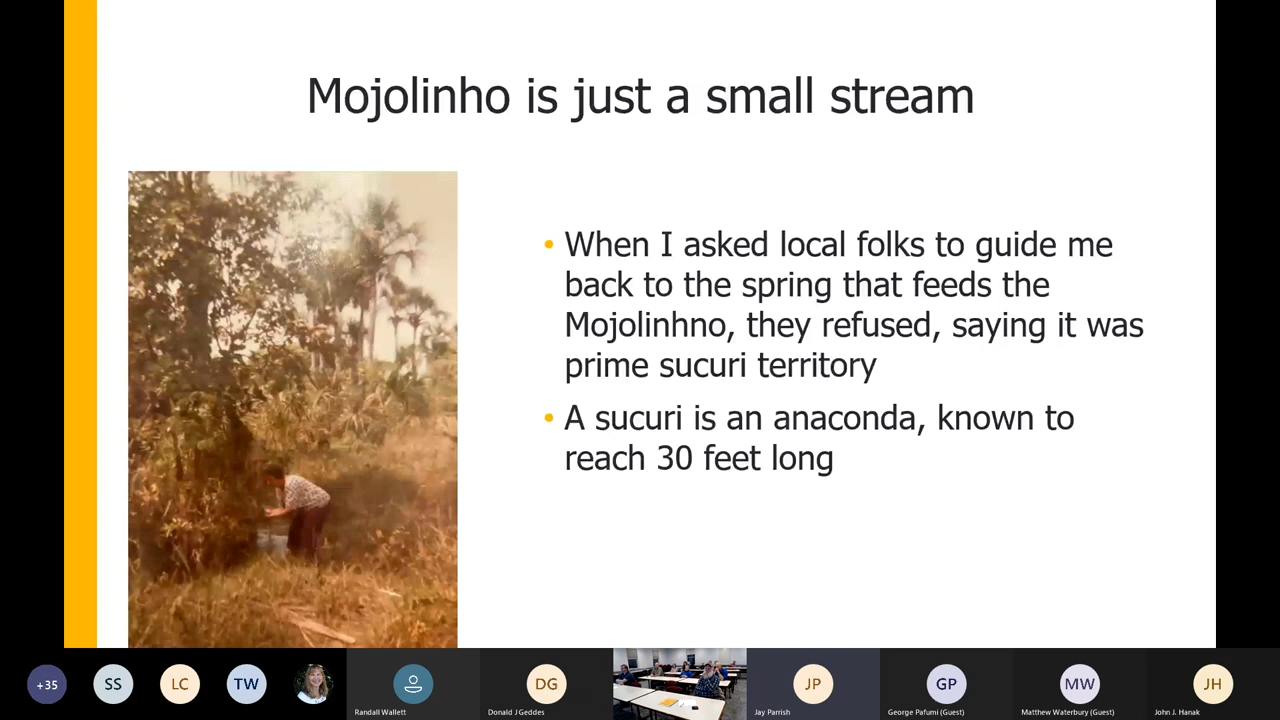 Mojolinho is just a small stream
• When I asked local folks to guide me
back to the spring that feeds the
Mojolinhno, they refused, saying it was
prime sucuri territory
• A sucuri is an anaconda, known to
reach 30 feet long
+35
SS
LC
TW
Randall Wallett
DG
Donald J Geddes
JP
Jay Parrish
GP
George Pafumi (Guest)
MW
Matthew Waterbury (Guest)
JH
John J. Hanak